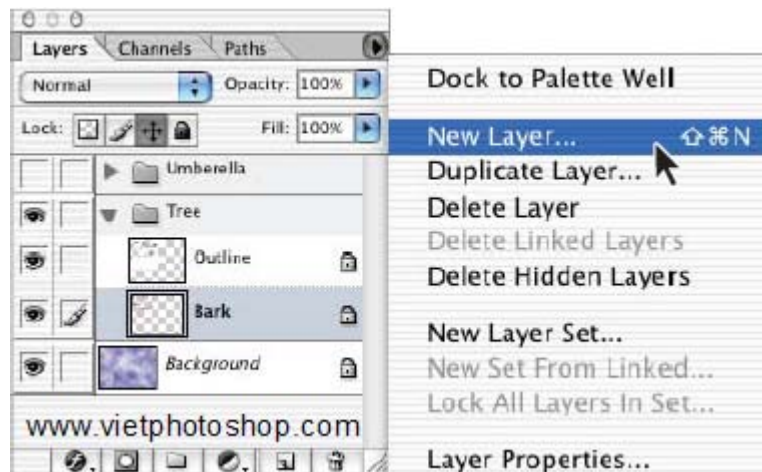 Layers Channels Paths
Normal Opacity: 100%
Lock: Fill: 100%
Umberella
Tree
Outline
Bark
Background
www.vietphotoshop.com
Dock to Palette Well
New Layer... ⇧⌘N
Duplicate Layer...
Delete Layer
Delete Linked Layers
Delete Hidden Layers
New Layer Set...
New Set From Linked...
Lock All Layers In Set...
Layer Properties...